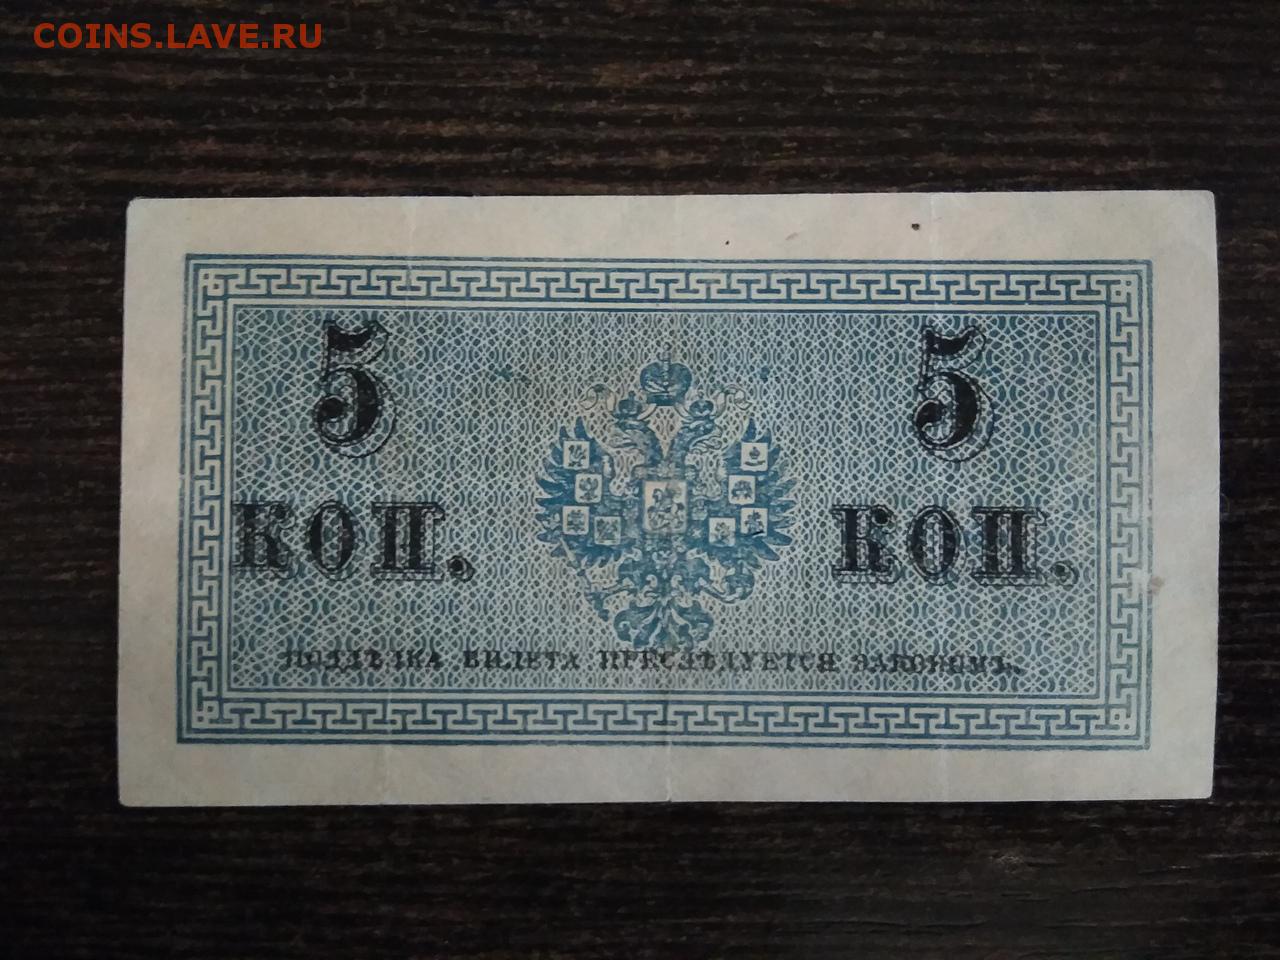 COINS.LAVE.RU
5 5
КОП. КОП.
ПОДДѢЛКА БИЛЕТА ПРЕСЛѢДУЕТСЯ ЗАКОНОМЪ.